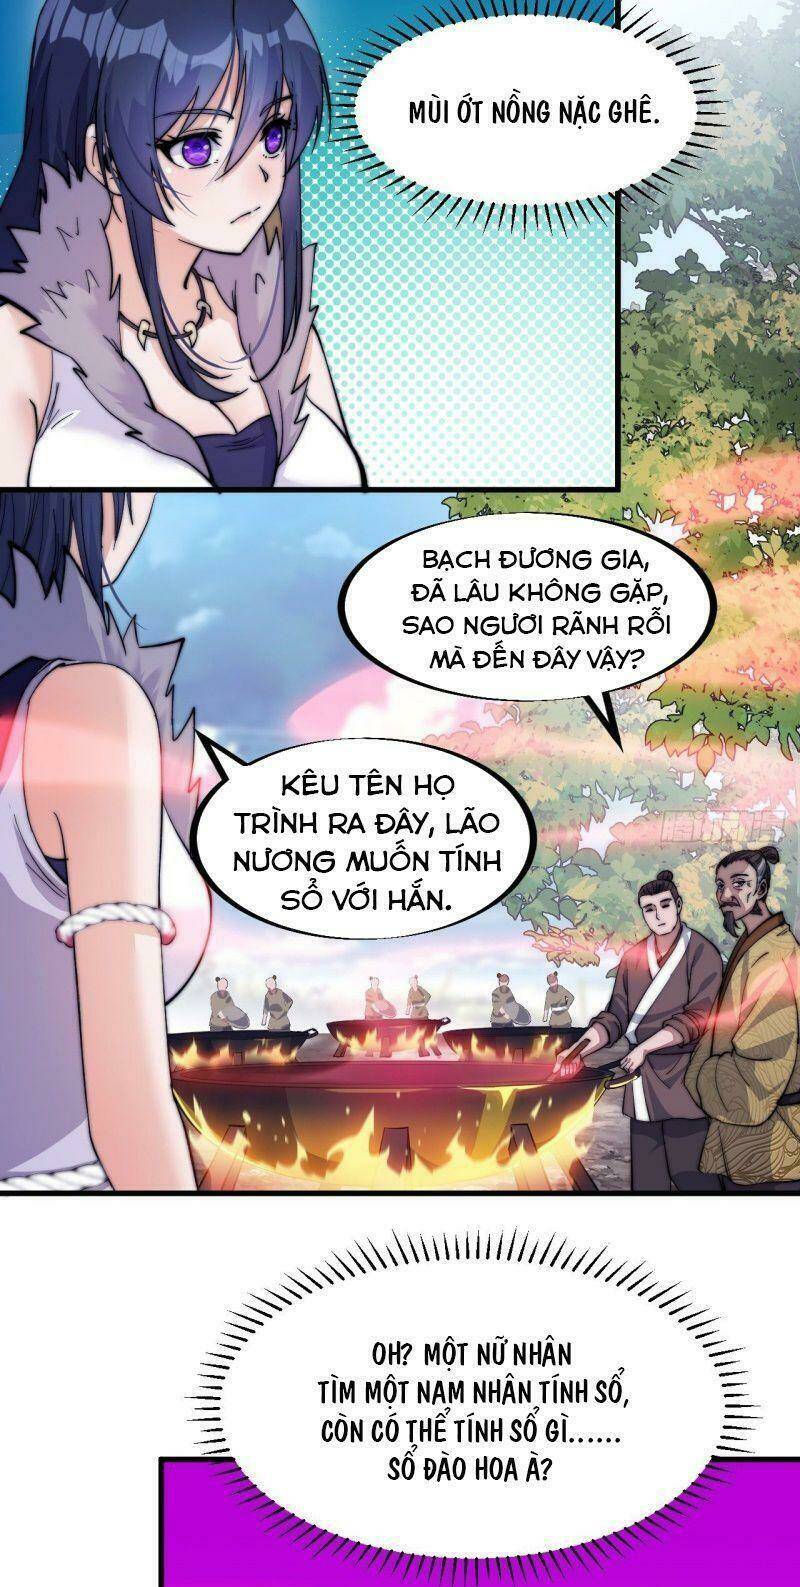 MÙI ỚT NỒNG NẶC GHÊ.
BẠCH ĐƯƠNG GIA,
ĐÃ LÂU KHÔNG GẶP,
SAO NGƯƠI RÃNH RỖI
MÀ ĐẾN ĐÂY VẬY?
KÊU TÊN HỌ
TRÌNH RA ĐÂY, LÃO
NƯƠNG MUỐN TÍNH
SỔ VỚI HẮN.
OH? MỘT NỮ NHÂN
TÌM MỘT NAM NHÂN TÍNH SỔ,
CÒN CÓ THỂ TÍNH SỔ GÌ......
SỔ ĐÀO HOA À?